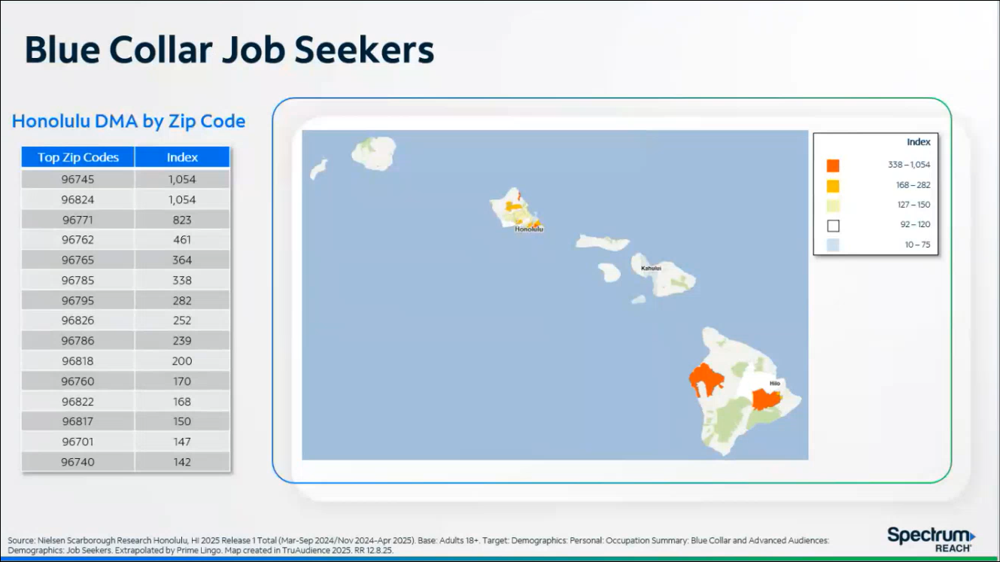 Blue Collar Job Seekers
Honolulu DMA by Zip Code
Top Zip Codes Index
96745 1,054
96824 1,054
96771 823
96762 461
96765 364
96785 338
96795 282
96826 252
96786 239
96818 200
96760 170
96822 168
96817 150
96701 147
96740 142
Honolulu
Kahului
Hilo
Index
338 – 1,054
168 – 282
127 – 150
92 – 120
10 – 75
Source: Nielsen Scarborough Research Honolulu, HI 2025 Release 1 Total (Mar-Sep 2024/Nov 2024-Apr 2025). Base: Adults 18+. Target: Demographics: Personal: Occupation Summary: Blue Collar and Advanced Audiences:
Demographics: Job Seekers. Extrapolated by Prime Lingo. Map created in TruAudience 2025. RR 12.8.25.
Spectrum
REACH